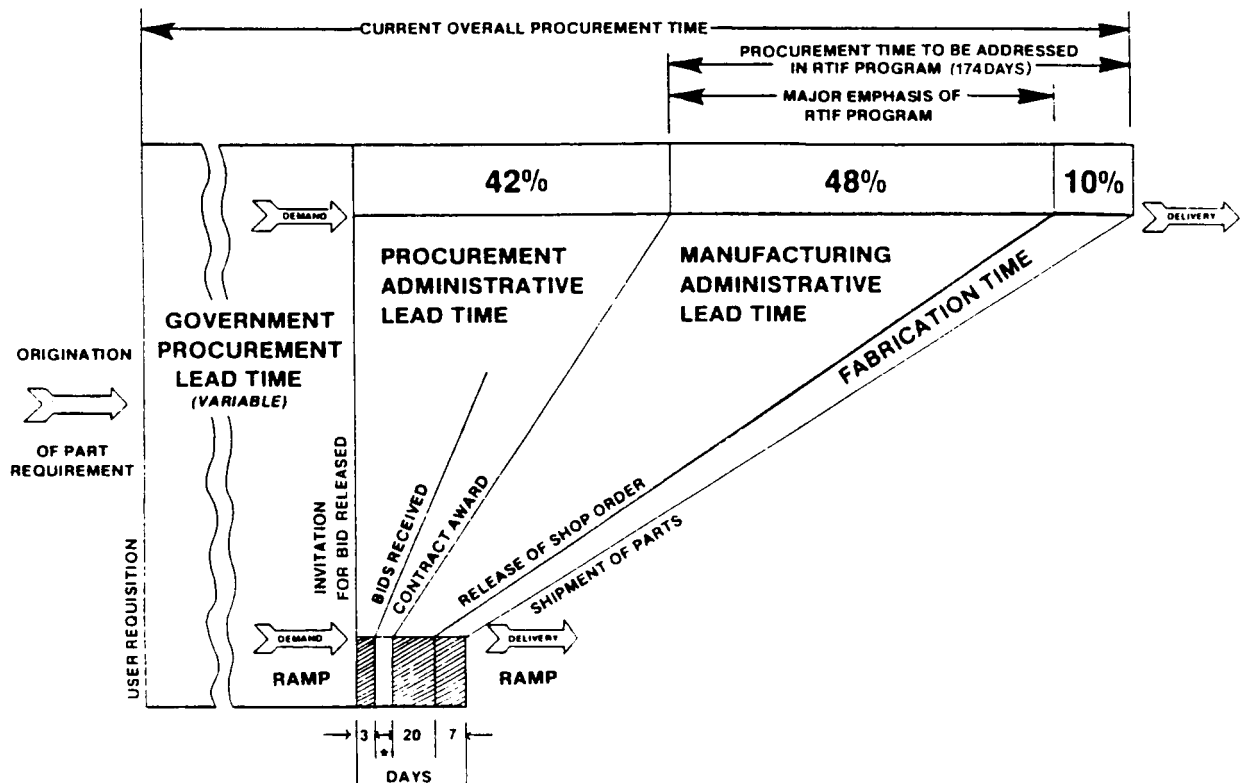 CURRENT OVERALL PROCUREMENT TIME
PROCUREMENT TIME TO BE ADDRESSED
IN RTIF PROGRAM (174 DAYS)
MAJOR EMPHASIS OF
RTIF PROGRAM
42%
48%
10%
DEMAND
DELIVERY
PROCUREMENT
ADMINISTRATIVE
LEAD TIME
MANUFACTURING
ADMINISTRATIVE
LEAD TIME
FABRICATION TIME
GOVERNMENT
PROCUREMENT
LEAD TIME
(VARIABLE)
ORIGINATION
OF PART
REQUIREMENT
USER REQUISITION
INVITATION
FOR BID RELEASED
BIDS RECEIVED
CONTRACT AWARD
RELEASE OF SHOP ORDER
SHIPMENT OF PARTS
DEMAND
RAMP
DELIVERY
RAMP
3
*
20
7
DAYS